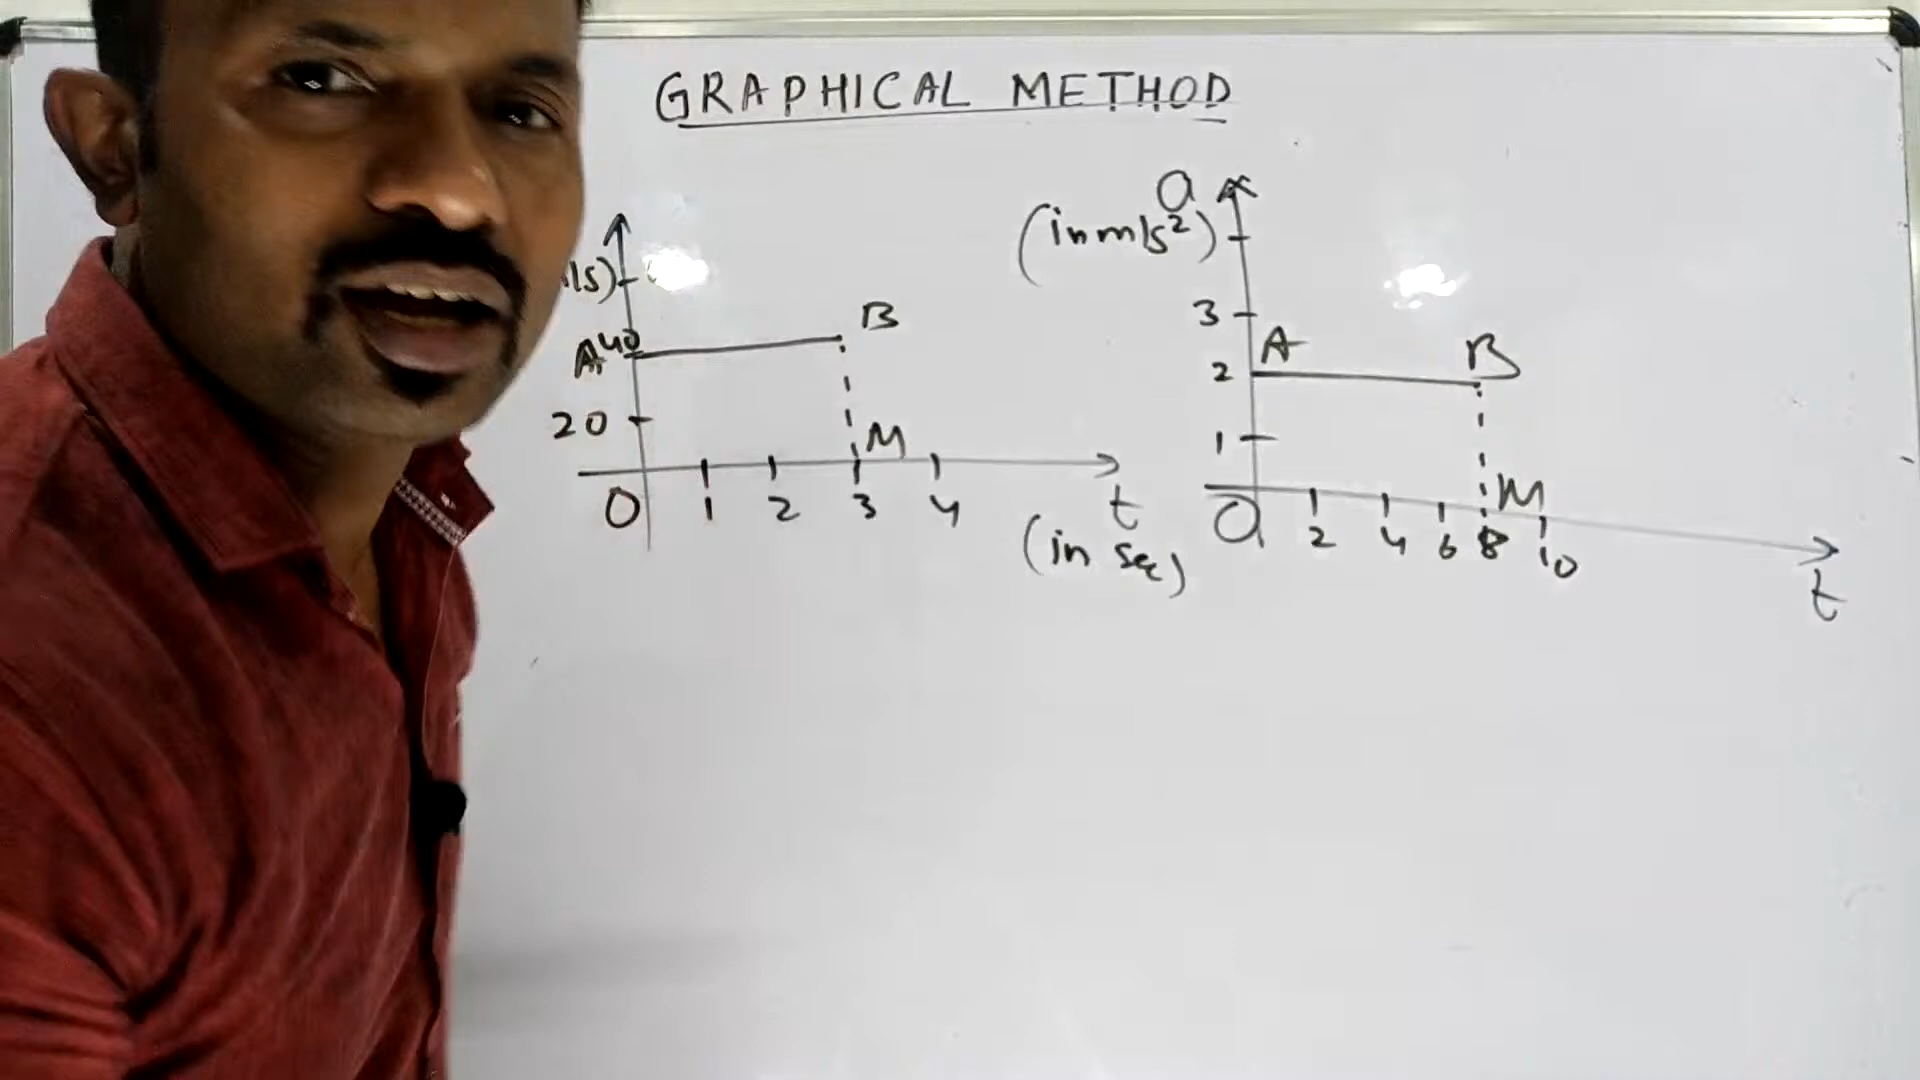 GRAPHICAL METHOD
a
(in m/s²)
3
A B
2
1
M
O 2 4 6 8 10
t
/s)
A 40 B
20
M
O 1 2 3 4 t
(in sec)